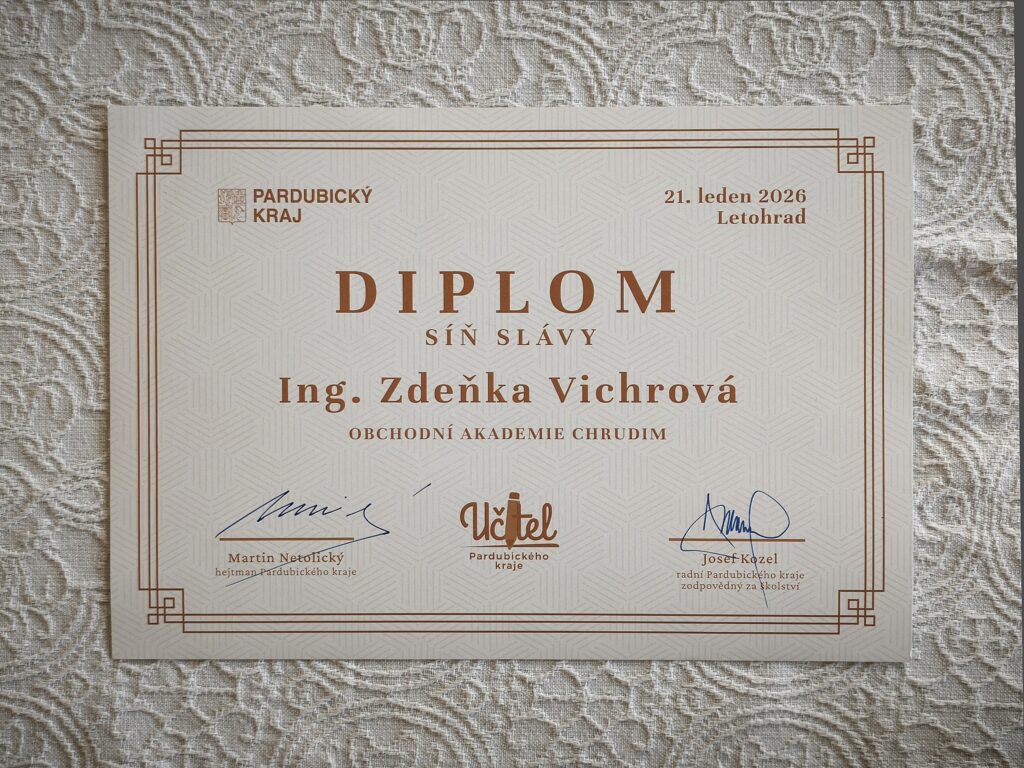 PARDUBICKÝ
KRAJ
21. leden 2026
Letohrad
DIPLOM
SÍŇ SLÁVY
Ing. Zdeňka Vichrová
OBCHODNÍ AKADEMIE CHRUDIM
Martin Netolický
hejtman Pardubického kraje
Učitel
Pardubického
kraje
Josef Kozel
radní Pardubického kraje
zodpovědný za školství